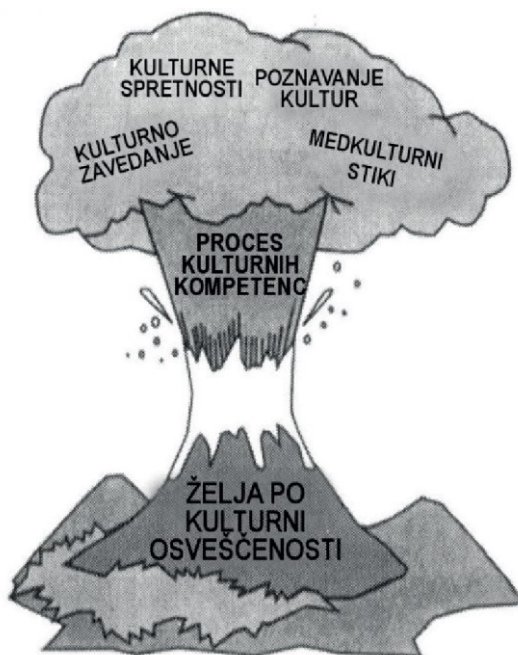 KULTURNE
SPRETNOSTI
POZNAVANJE
KULTUR
KULTURNO
ZAVEDANJE
MEDKULTURNI
STIKI
PROCES
KULTURNIH
KOMPETENC
ŽELJA PO
KULTURNI
OSVEŠČENOSTI